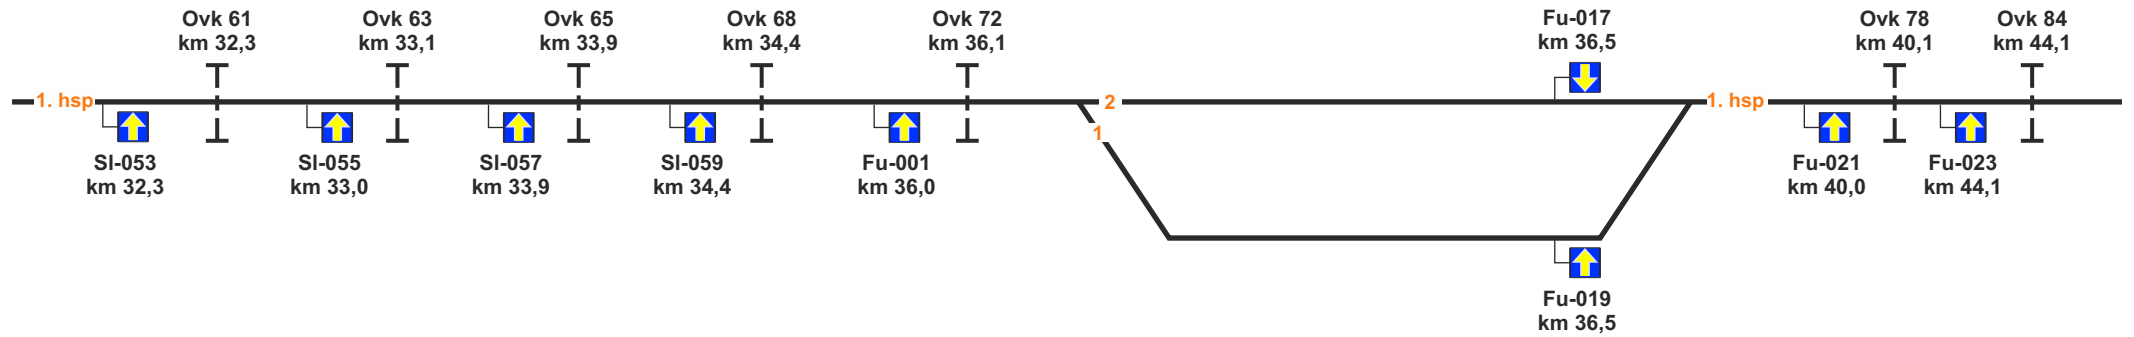 Ovk 61
km 32,3
Ovk 63
km 33,1
Ovk 65
km 33,9
Ovk 68
km 34,4
Ovk 72
km 36,1
Fu-017
km 36,5
Ovk 78
km 40,1
Ovk 84
km 44,1
1. hsp
2
1. hsp
1
Sl-053
km 32,3
Sl-055
km 33,0
Sl-057
km 33,9
Sl-059
km 34,4
Fu-001
km 36,0
Fu-021
km 40,0
Fu-023
km 44,1
Fu-019
km 36,5